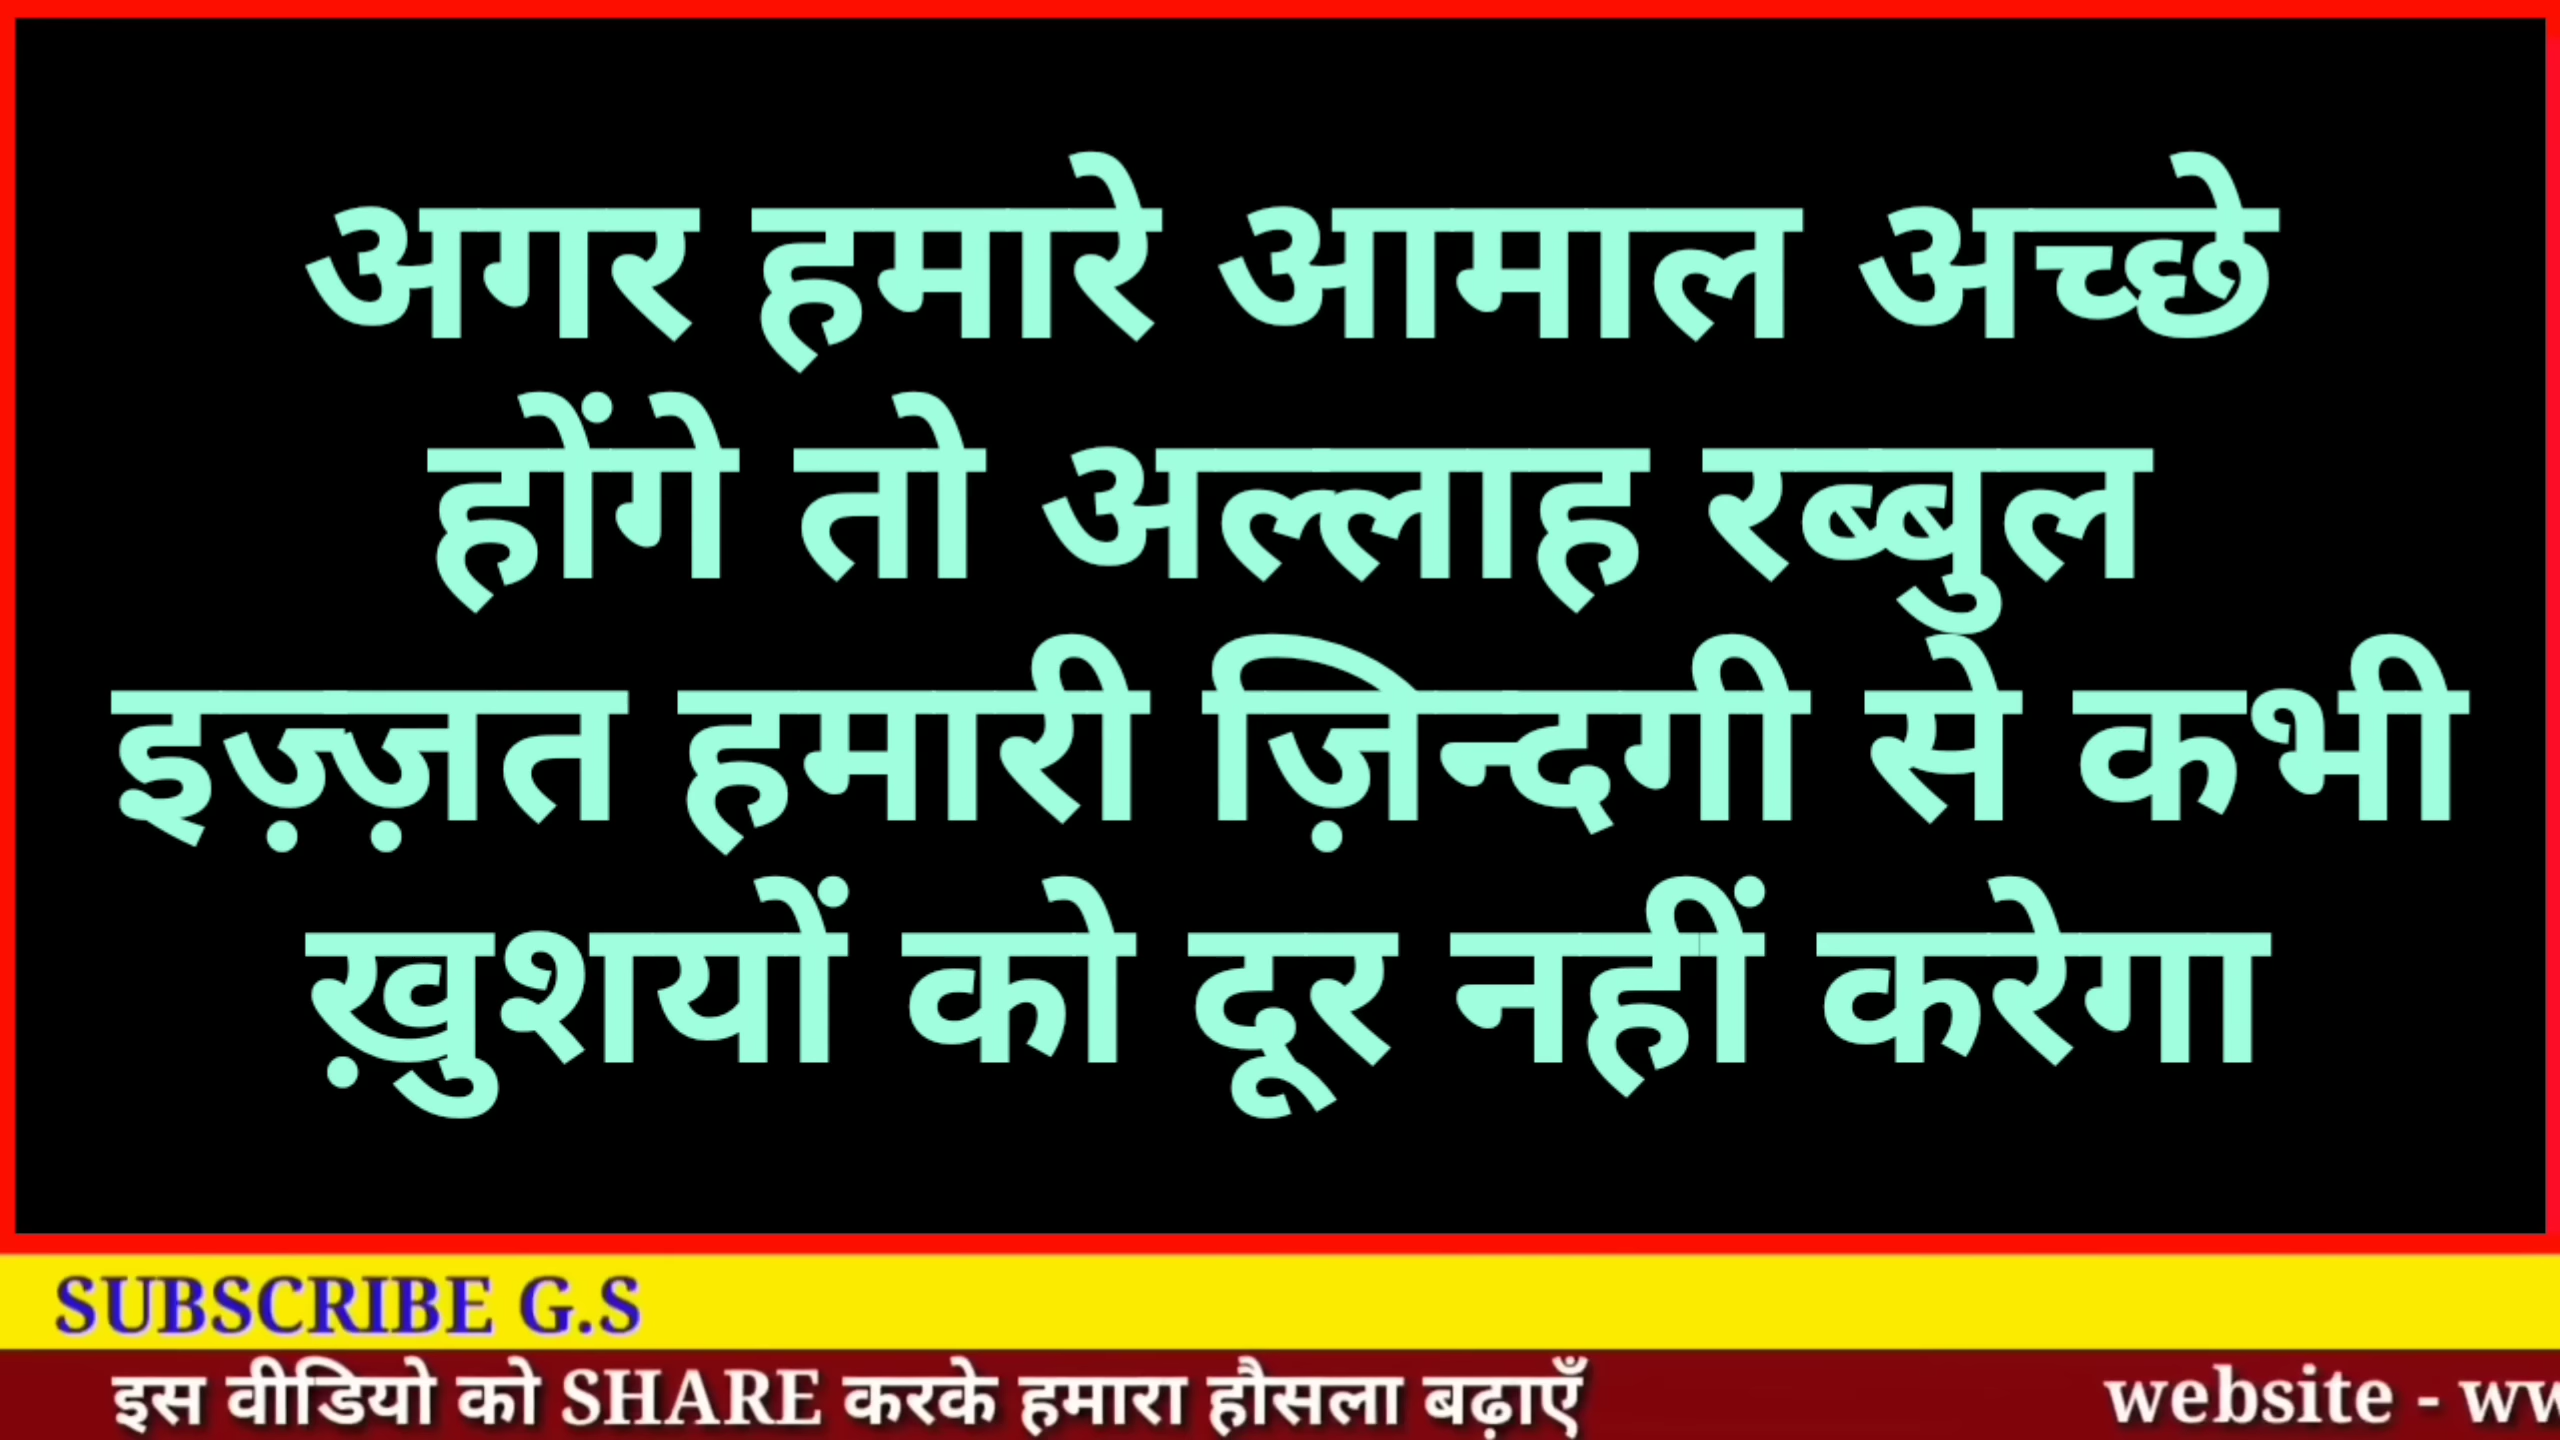 अगर हमारे आमाल अच्छे
होंगे तो अल्लाह रब्बुल
इज़्ज़त हमारी ज़िन्दगी से कभी
ख़ुशयों को दूर नहीं करेगा
SUBSCRIBE G.S
इस वीडियो को SHARE करके हमारा हौसला बढ़ाएँ website -